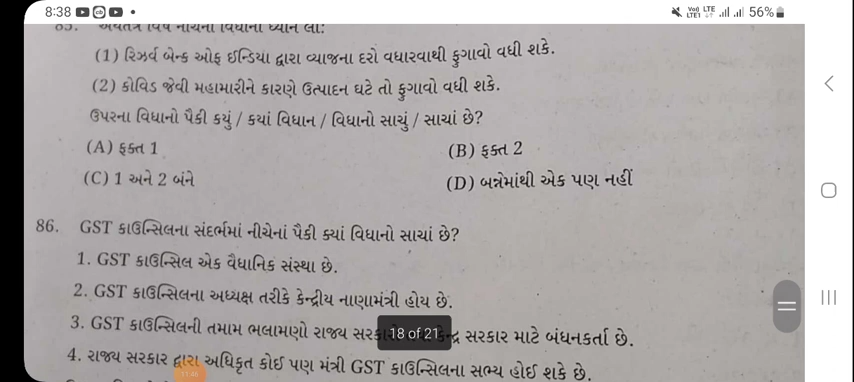 8:38 56%
85. નીચેના વિધાનો ધ્યાને લો:
(1) રિઝર્વ બેન્ક ઓફ ઈન્ડિયા દ્વારા વ્યાજના દરો વધારવાથી ફુગાવો વધી શકે.
(2) કોવિડ જેવી મહામારીને કારણે ઉત્પાદન ઘટે તો ફુગાવો વધી શકે.
ઉપરના વિધાનો પૈકી કયું / કયાં વિધાન / વિધાનો સાચું / સાચાં છે?
(A) ફક્ત 1
(B) ફક્ત 2
(C) 1 અને 2 બંને
(D) બન્નેમાંથી એક પણ નહીં
86. GST કાઉન્સિલના સંદર્ભમાં નીચેનાં પૈકી ક્યાં વિધાનો સાચાં છે?
1. GST કાઉન્સિલ એક વૈધાનિક સંસ્થા છે.
2. GST કાઉન્સિલના અધ્યક્ષ તરીકે કેન્દ્રીય નાણામંત્રી હોય છે.
3. GST કાઉન્સિલની તમામ ભલામણો રાજ્ય કેન્દ્ર સરકાર માટે બંધનકર્તા છે.
18 of 21
4. રાજ્ય સરકાર દ્વારા અધિકૃત કોઈ પણ મંત્રી GST કાઉન્સિલના સભ્ય હોઈ શકે છે.